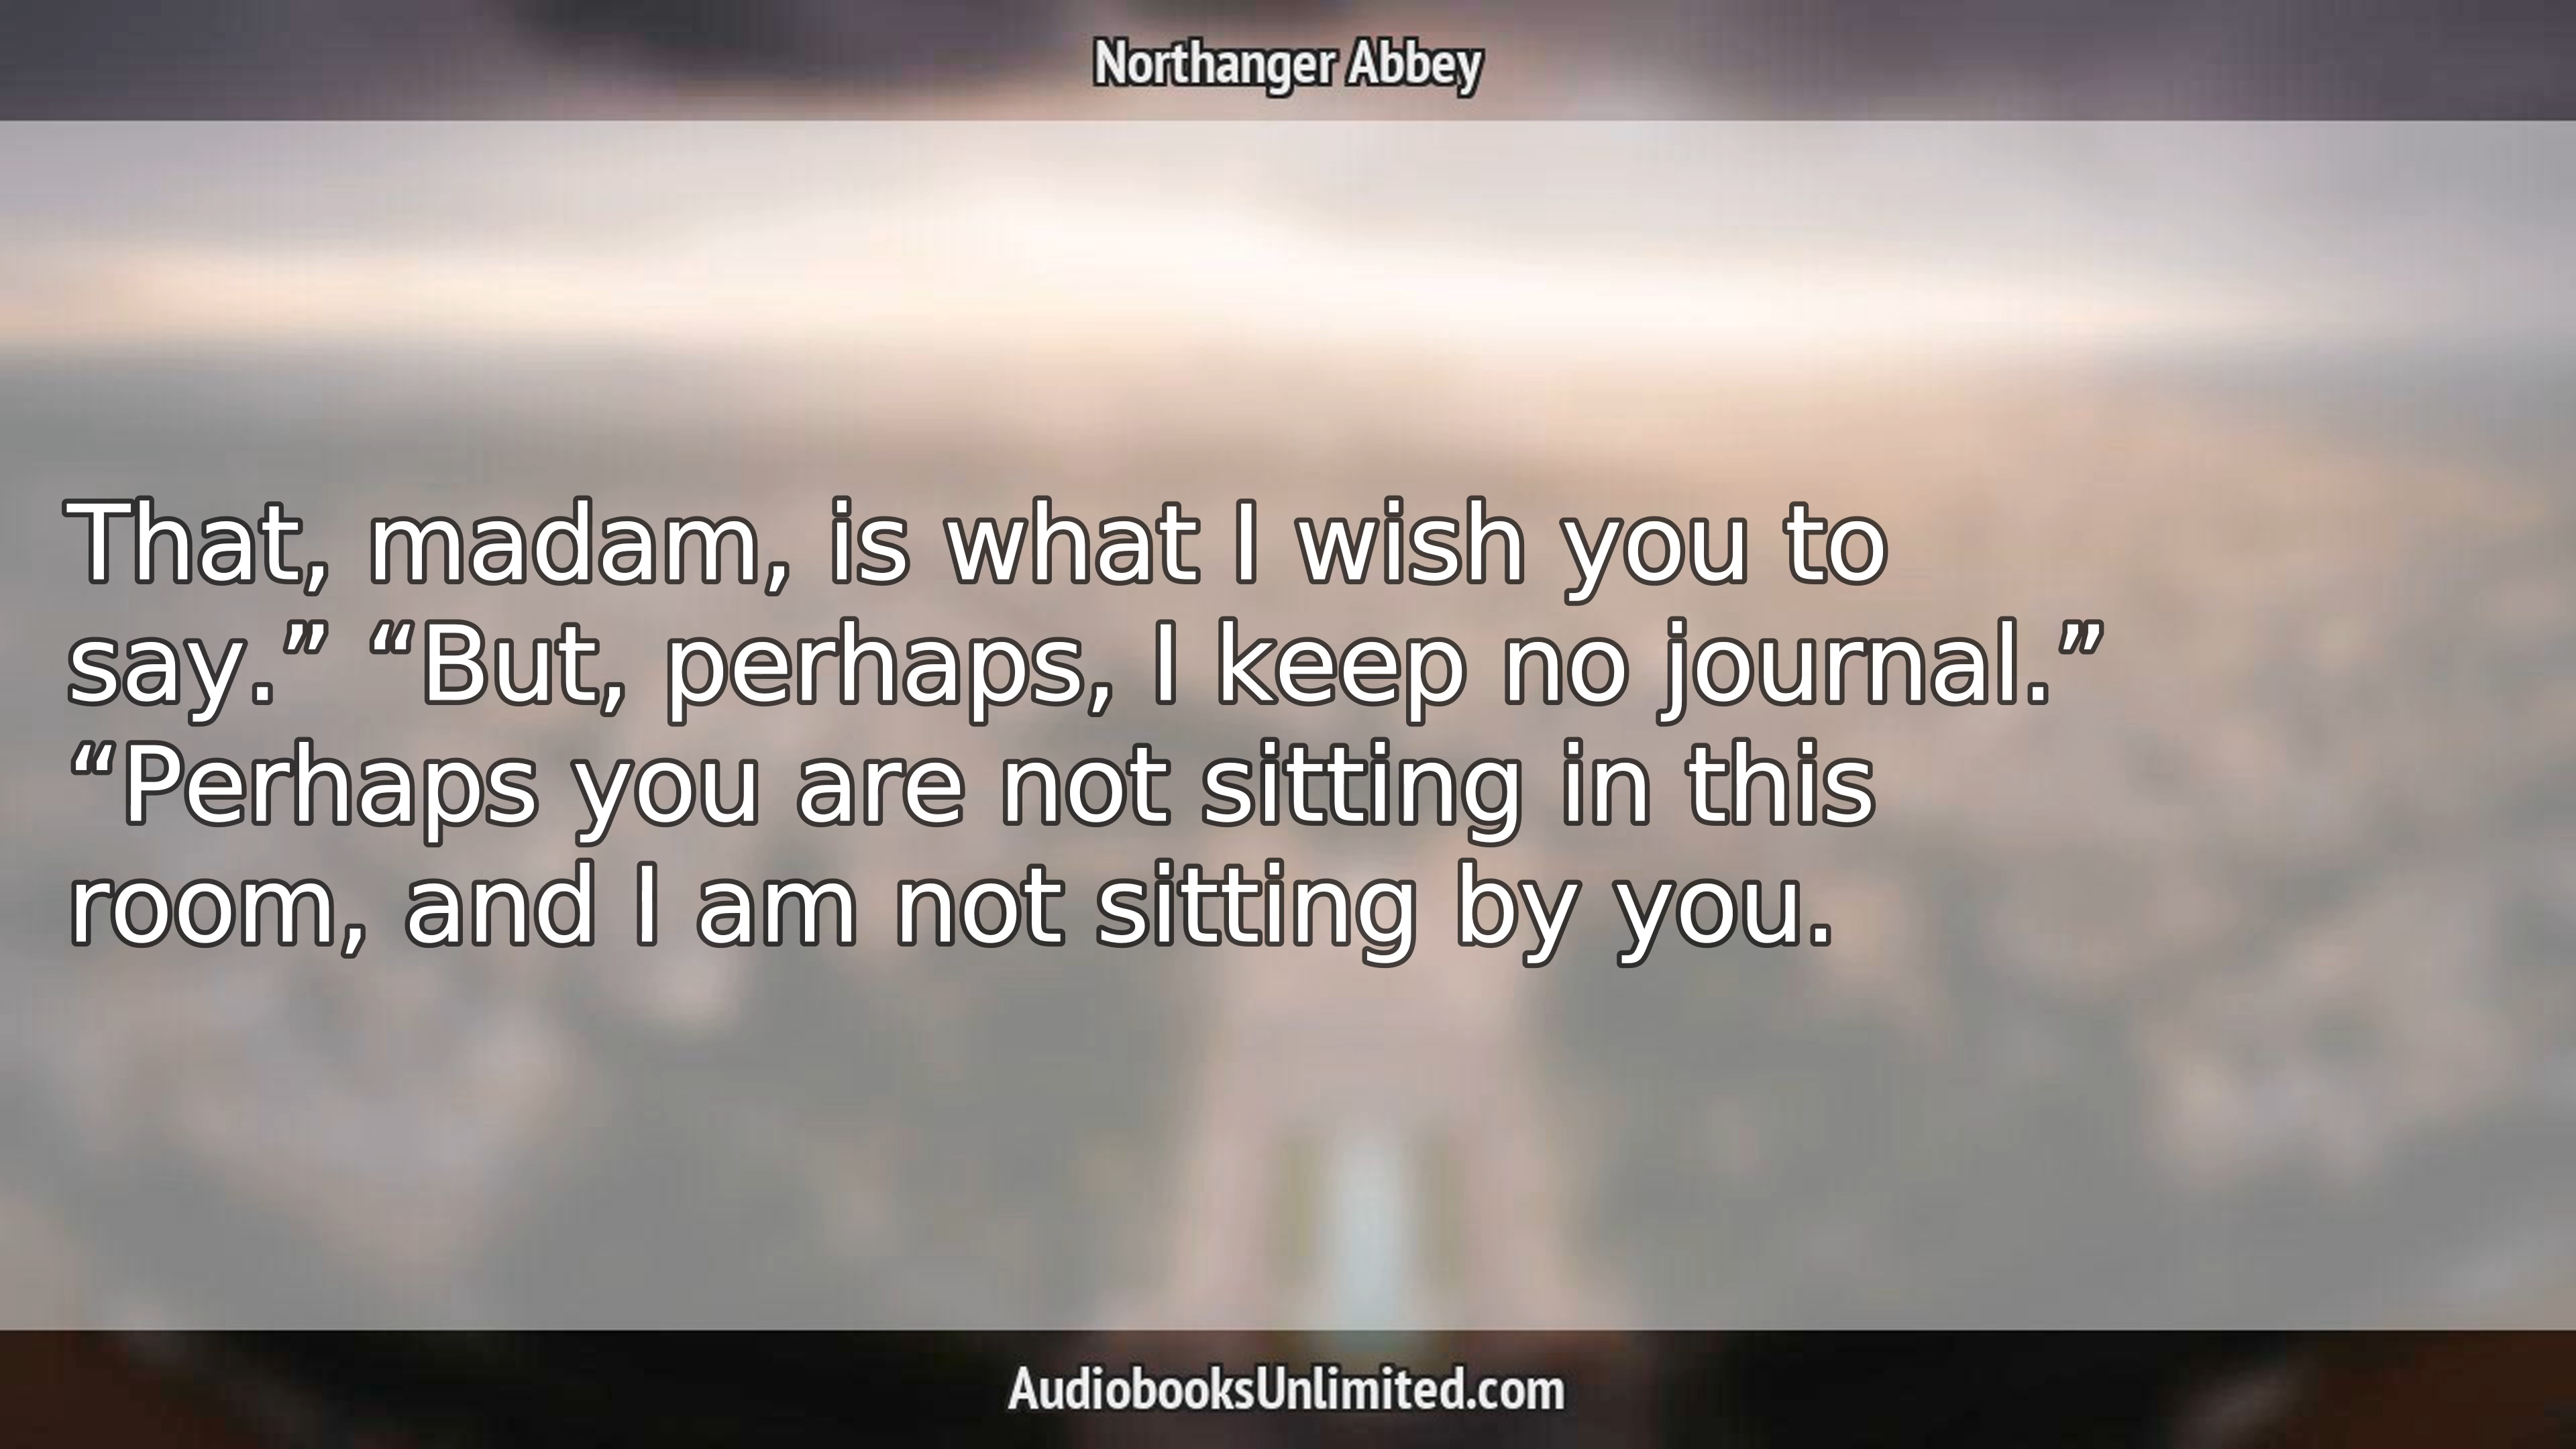 Northanger Abbey
That, madam, is what I wish you to
say.” “But, perhaps, I keep no journal.”
“Perhaps you are not sitting in this
room, and I am not sitting by you.
AudiobooksUnlimited.com